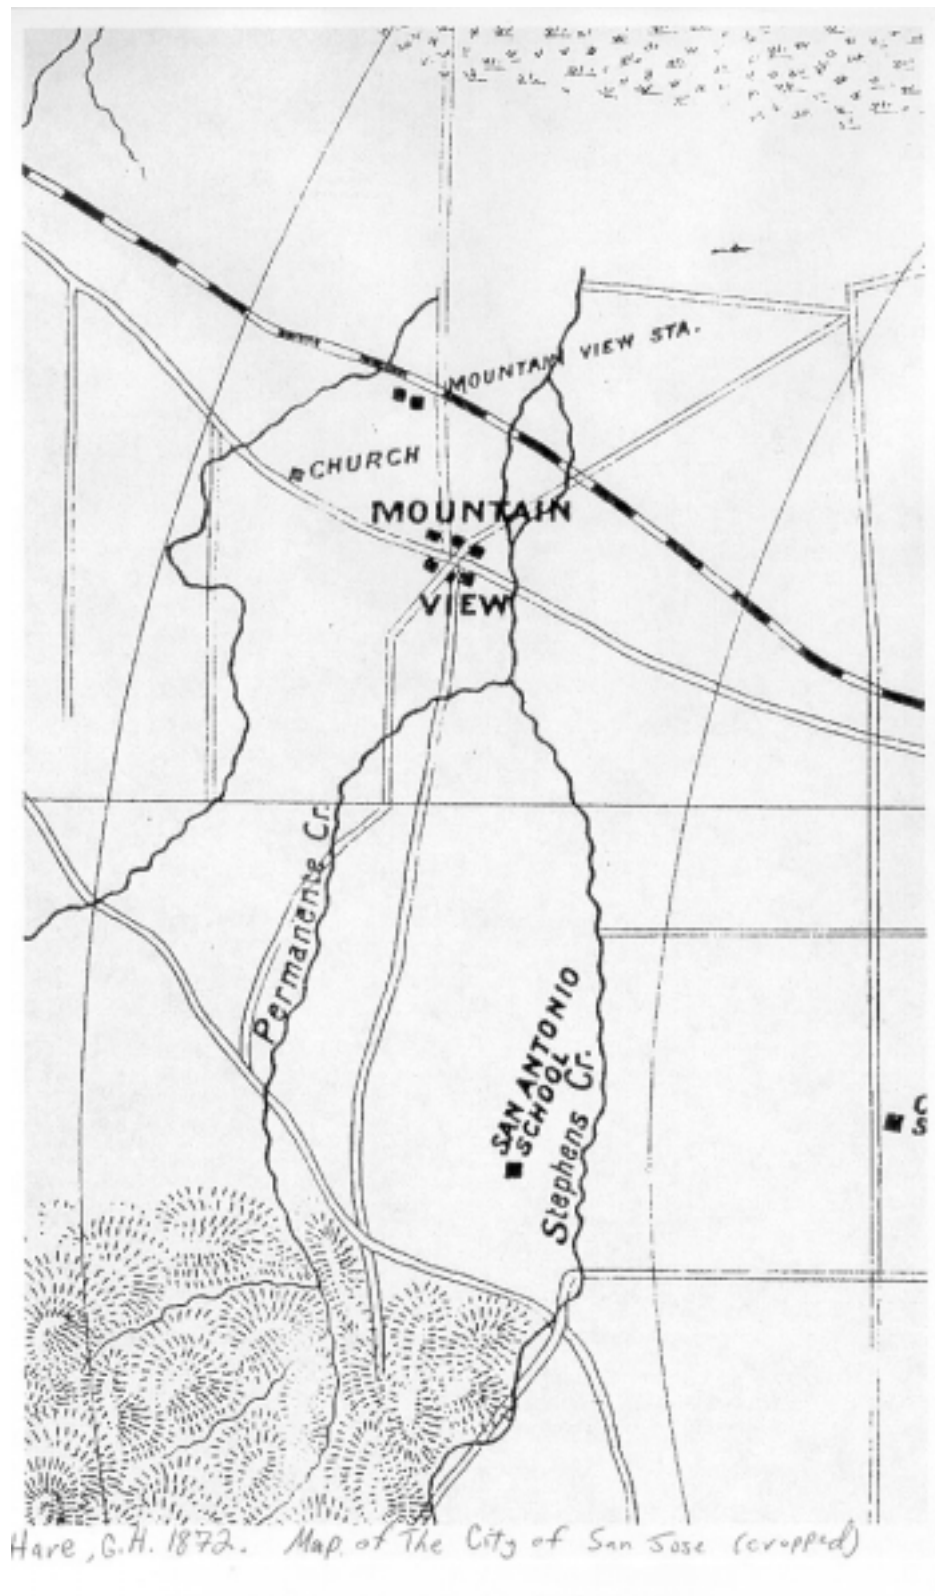 MOUNTAIN VIEW STA.
CHURCH
MOUNTAIN
VIEW
Permanente Cr.
SAN ANTONIO
SCHOOL
Stephens Cr.
Hare, G.H. 1872. Map of The City of San Jose (cropped)